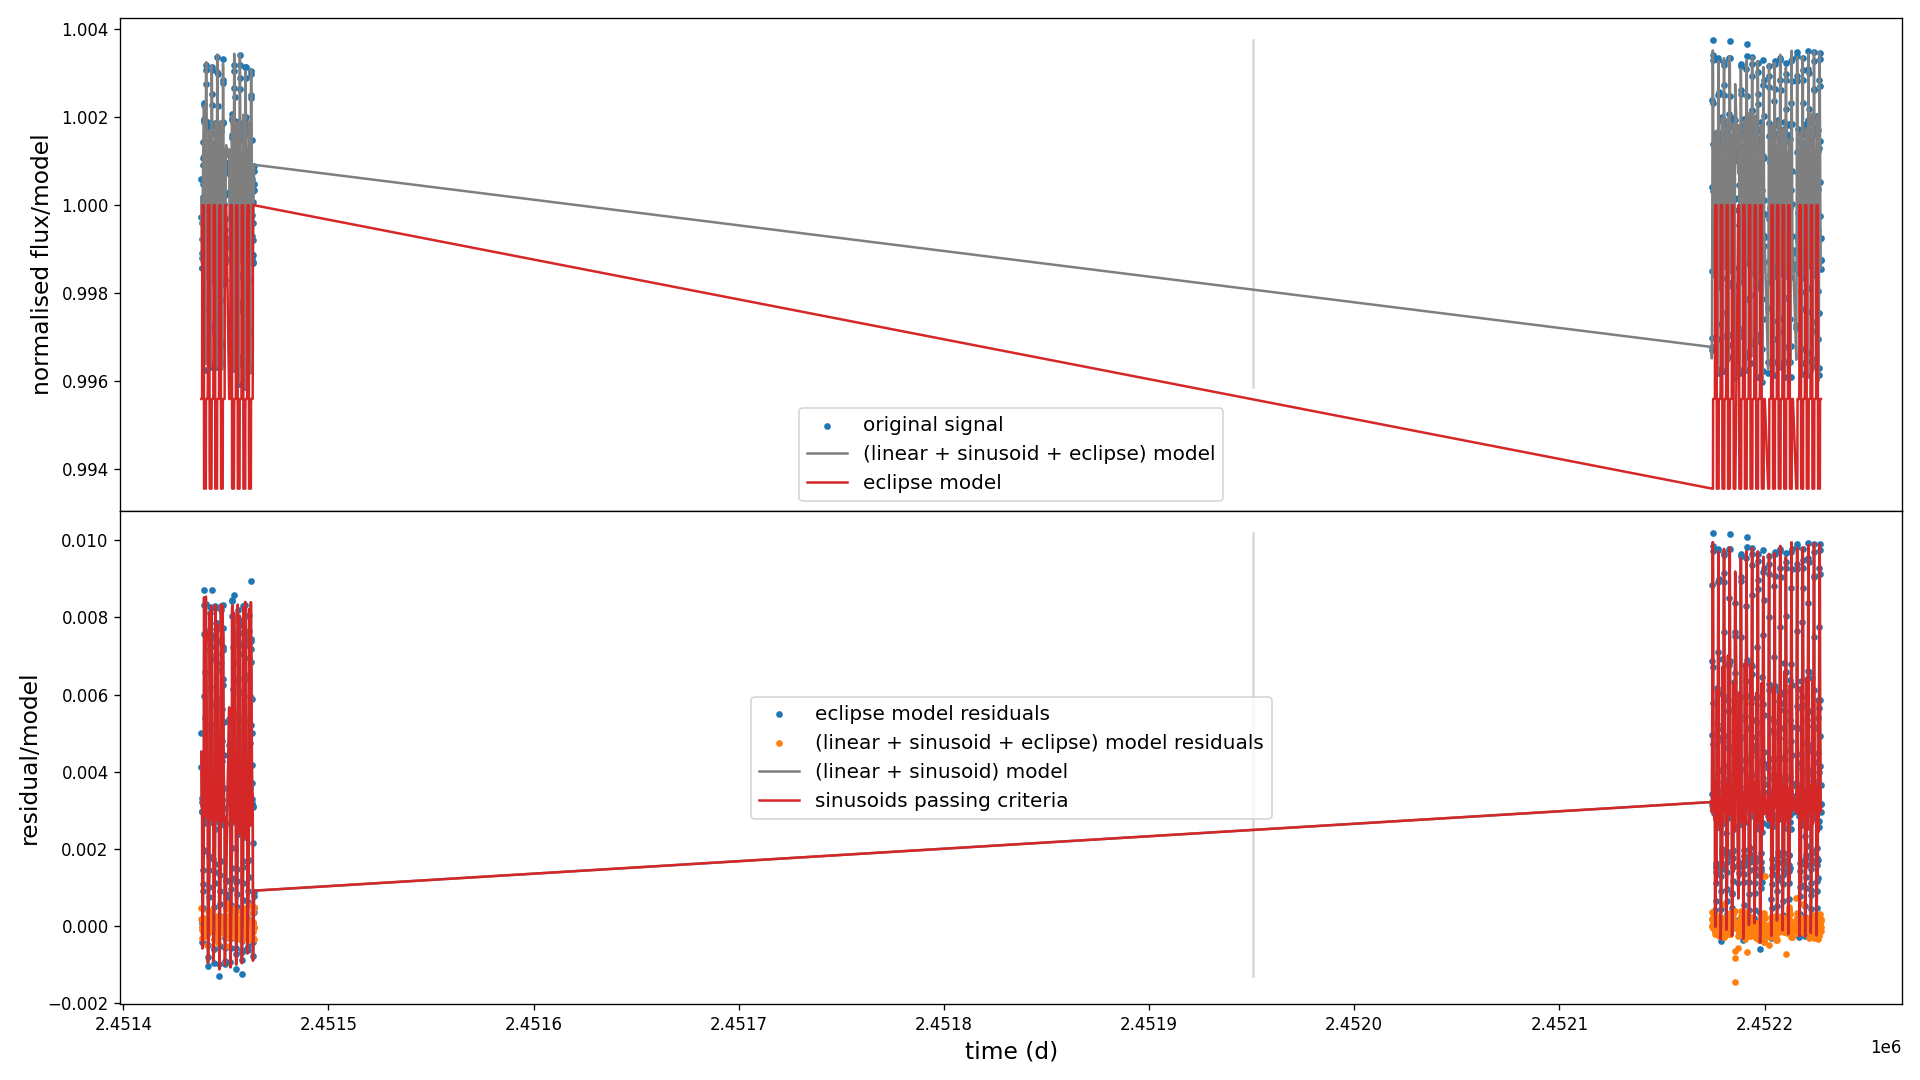 1.004
1.002
1.000
0.998
0.996
0.994
normalised flux/model
original signal
(linear + sinusoid + eclipse) model
eclipse model
0.010
0.008
0.006
0.004
0.002
0.000
−0.002
residual/model
eclipse model residuals
(linear + sinusoid + eclipse) model residuals
(linear + sinusoid) model
sinusoids passing criteria
2.4514 2.4515 2.4516 2.4517 2.4518 2.4519 2.4520 2.4521 2.4522
time (d)
1e6